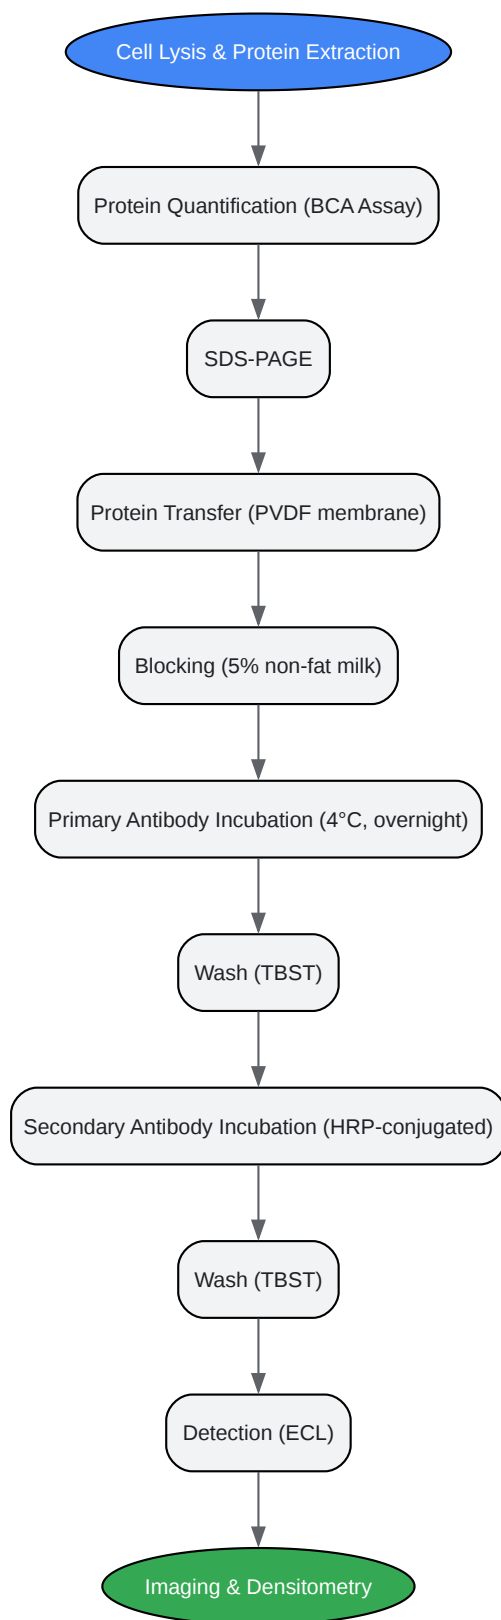 Cell Lysis & Protein Extraction
Protein Quantification (BCA Assay)
SDS-PAGE
Protein Transfer (PVDF membrane)
Blocking (5% non-fat milk)
Primary Antibody Incubation (4°C, overnight)
Wash (TBST)
Secondary Antibody Incubation (HRP-conjugated)
Wash (TBST)
Detection (ECL)
Imaging & Densitometry